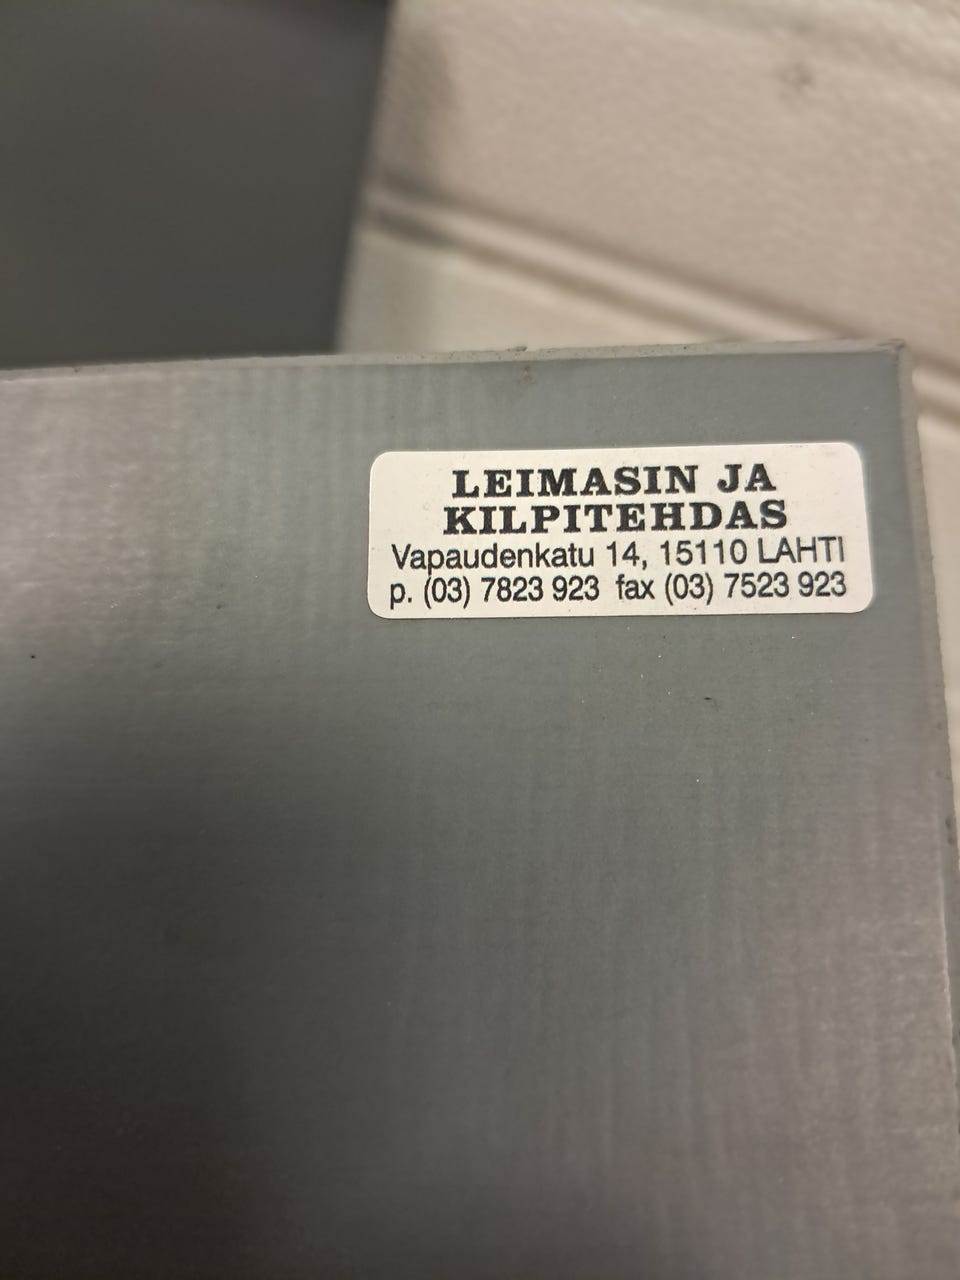 LEIMASIN JA
KILPITEHDAS
Vapaudenkatu 14, 15110 LAHTI
p. (03) 7823 923 fax (03) 7523 923